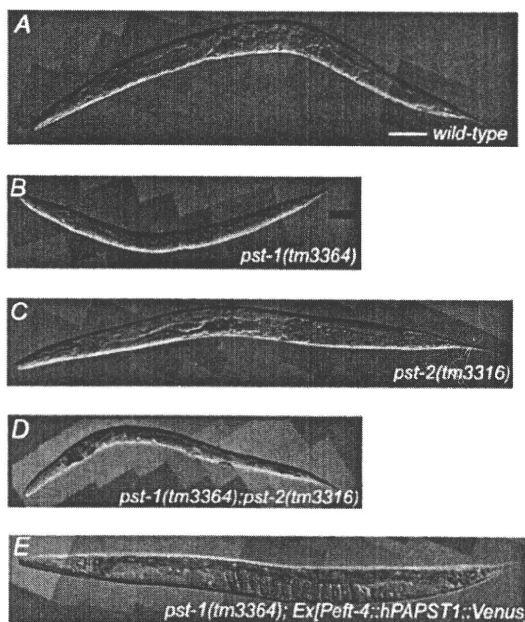 A
wild-type
B
pst-1(tm3364)
C
pst-2(tm3316)
D
pst-1(tm3364);pst-2(tm3316)
E
pst-1(tm3364); Ex[Peft-4::hPAPST1::Venus